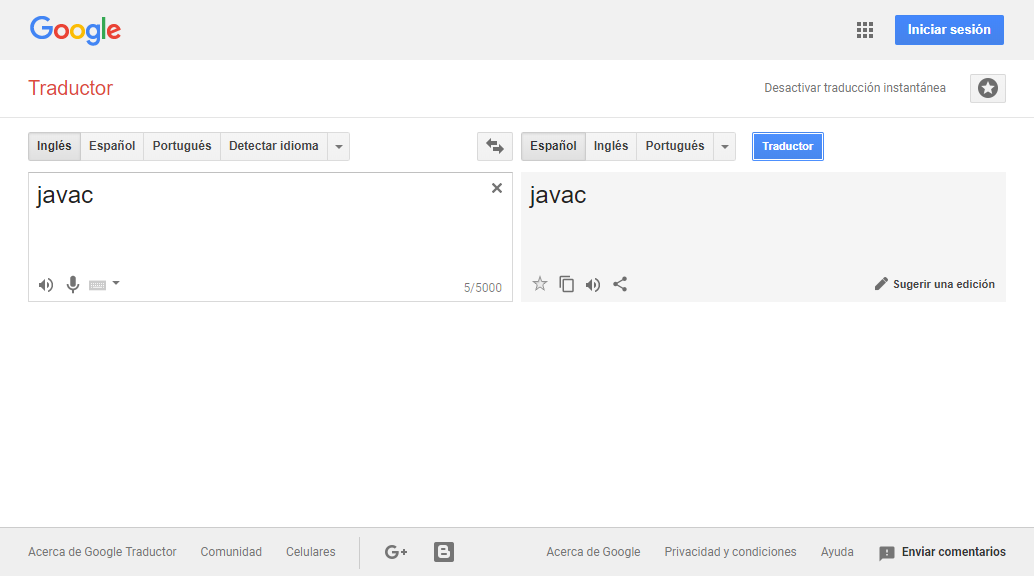 Google
Iniciar sesión
Traductor
Desactivar traducción instantánea
Inglés Español Portugués Detectar idioma
Español Inglés Portugués
Traductor
javac
javac
5/5000
Sugerir una edición
Acerca de Google Traductor Comunidad Celulares G+ B Acerca de Google Privacidad y condiciones Ayuda Enviar comentarios